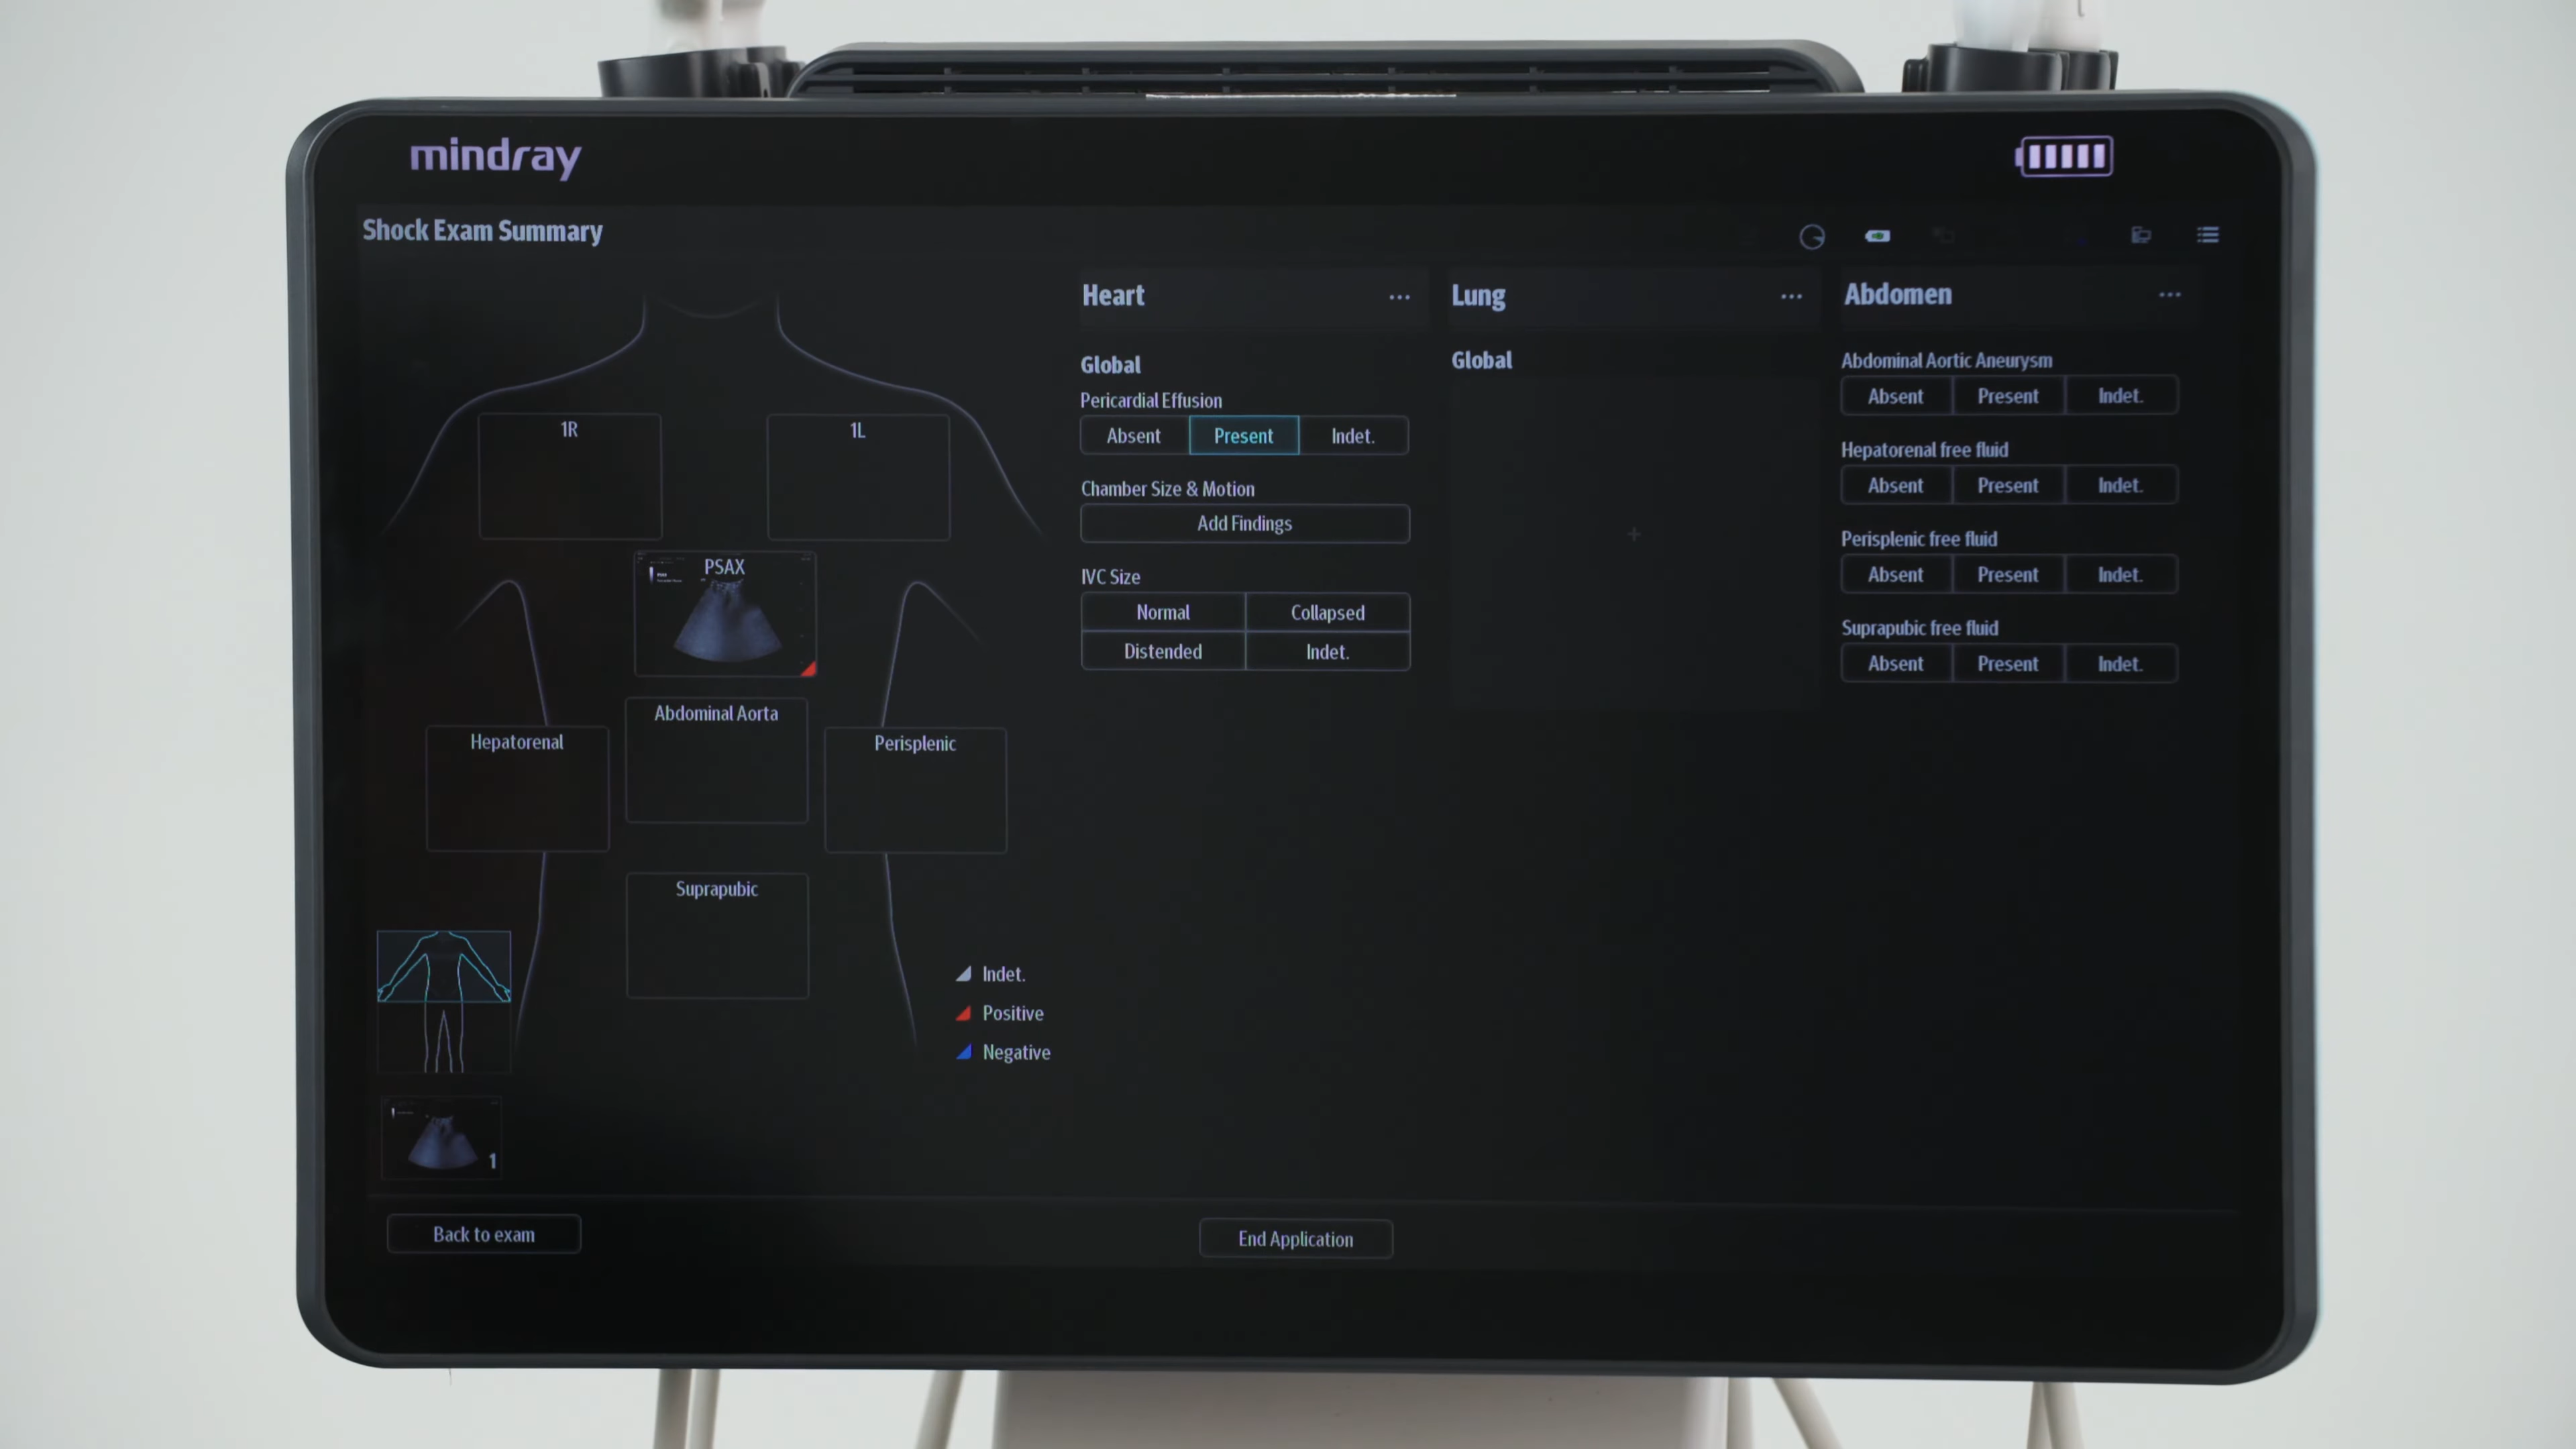 mindray
Shock Exam Summary
1R
1L
PSAX
Abdominal Aorta
Hepatorenal
Perisplenic
Suprapubic
Indet.
Positive
Negative
1
Heart
...
Global
Pericardial Effusion
Absent Present Indet.
Chamber Size & Motion
Add Findings
IVC Size
Normal Collapsed
Distended Indet.
Lung
...
Global
+
Abdomen
...
Abdominal Aortic Aneurysm
Absent Present Indet.
Hepatorenal free fluid
Absent Present Indet.
Perisplenic free fluid
Absent Present Indet.
Suprapubic free fluid
Absent Present Indet.
Back to exam
End Application